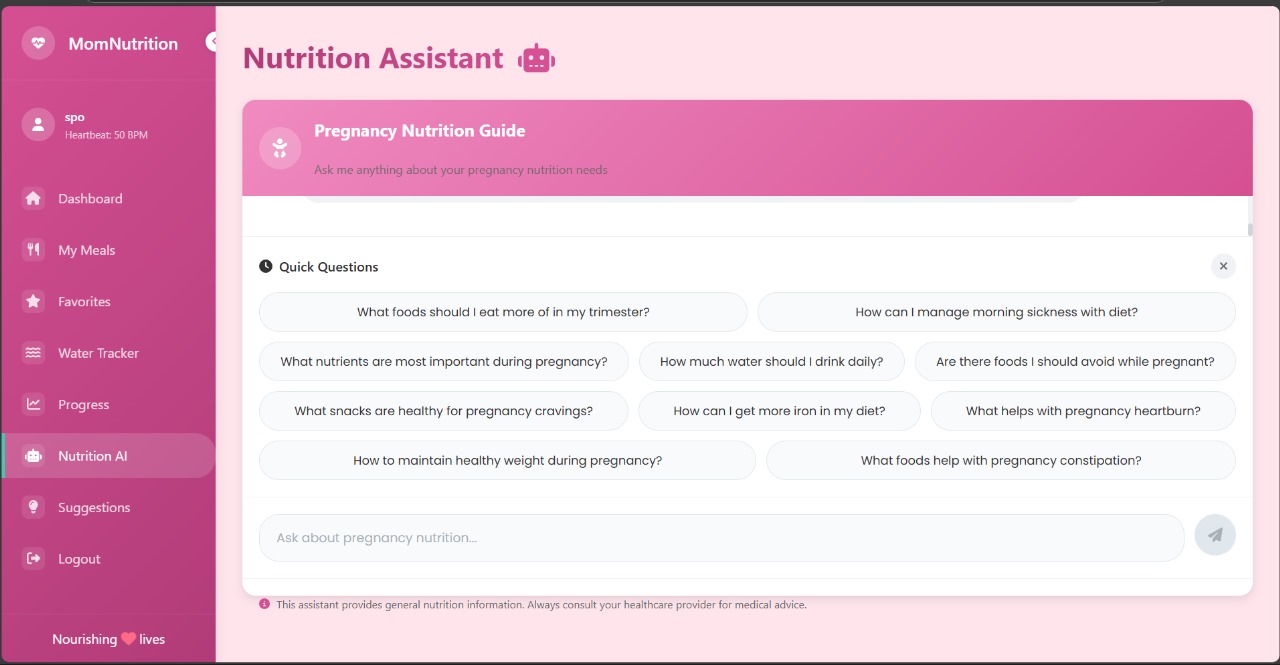 MomNutrition
spo
Heartbeat: 50 BPM
Dashboard
My Meals
Favorites
Water Tracker
Progress
Nutrition AI
Suggestions
Logout
Nourishing ❤️ lives
Nutrition Assistant
Pregnancy Nutrition Guide
Ask me anything about your pregnancy nutrition needs
Quick Questions
What foods should I eat more of in my trimester?
How can I manage morning sickness with diet?
What nutrients are most important during pregnancy?
How much water should I drink daily?
Are there foods I should avoid while pregnant?
What snacks are healthy for pregnancy cravings?
How can I get more iron in my diet?
What helps with pregnancy heartburn?
How to maintain healthy weight during pregnancy?
What foods help with pregnancy constipation?
Ask about pregnancy nutrition...
This assistant provides general nutrition information. Always consult your healthcare provider for medical advice.